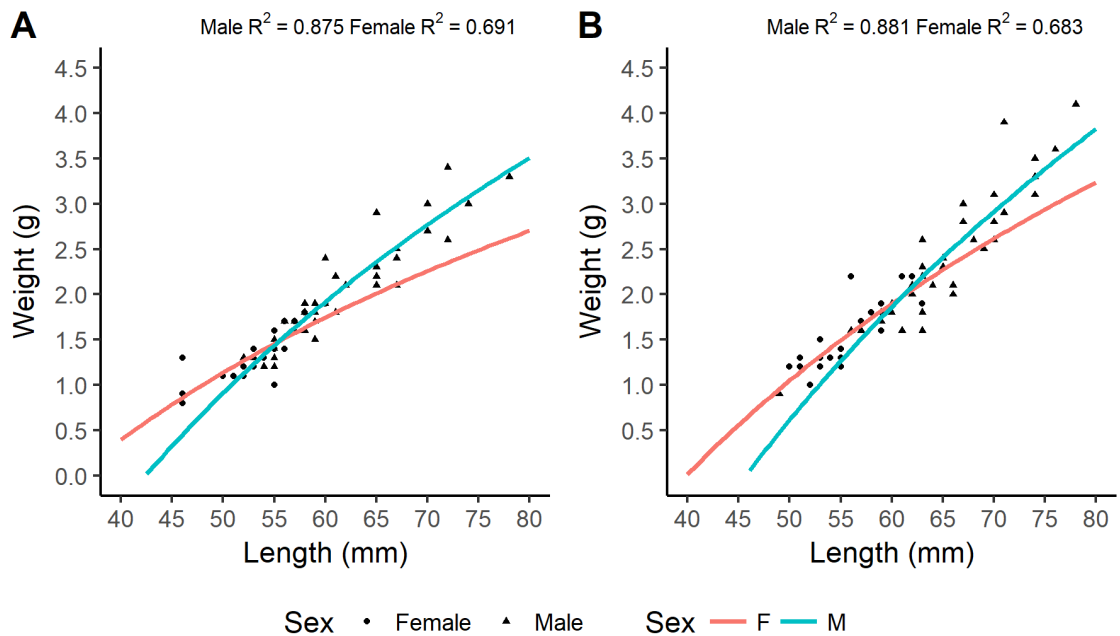 A
Male R² = 0.875 Female R² = 0.691
4.5
4.0
3.5
3.0
2.5
2.0
1.5
1.0
0.5
0.0
Weight (g)
40 45 50 55 60 65 70 75 80
Length (mm)
B
Male R² = 0.881 Female R² = 0.683
4.5
4.0
3.5
3.0
2.5
2.0
1.5
1.0
0.5
Weight (g)
40 45 50 55 60 65 70 75 80
Length (mm)
Sex Female Male Sex F M